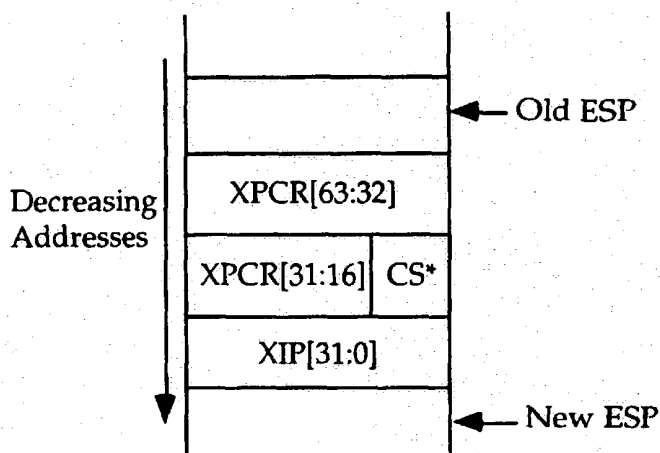 Old ESP
XPCR[63:32]
Decreasing
Addresses
XPCR[31:16] CS*
XIP[31:0]
New ESP